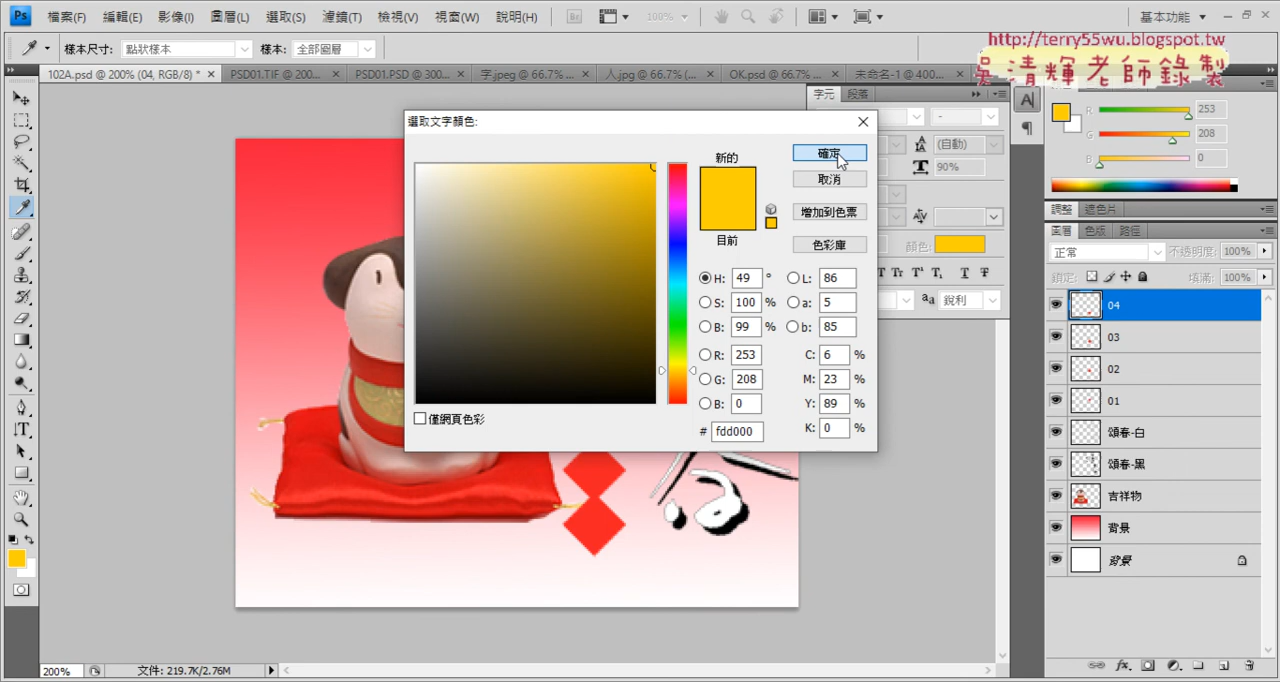 檔案(F) 編輯(E) 影像(I) 圖層(L) 選取(S) 濾鏡(T) 檢視(V) 視窗(W) 說明(H) Br 100% 基本功能
樣本尺寸: 點狀樣本 樣本: 全部圖層
http://terry55wu.blogspot.tw
吳清輝老師錄製
102A.psd @ 200% (04, RGB/8) * PSD01.TIF @ 200... PSD01.PSD @ 300... 字.jpeg @ 66.7% ... 人.jpg @ 66.7% (... OK.psd @ 66.7% ... 未命名-1 @ 400...
字元 段落
選取文字顏色:
新的
目前
確定
取消
增加到色票
色彩庫
H: 49 °
S: 100 %
B: 99 %
R: 253
G: 208
B: 0
# fdd000
L: 86
a: 5
b: 85
C: 6 %
M: 23 %
Y: 89 %
K: 0 %
僅網頁色彩
(自動)
90%
顏色:
aa 銳利
R 253
G 208
B 0
調整 遮色片
圖層 色版 路徑
正常 不透明度: 100%
鎖定: 填滿: 100%
04
03
02
01
頌春-白
頌春-黑
吉祥物
背景
背景
200% 文件: 219.7K/2.76M